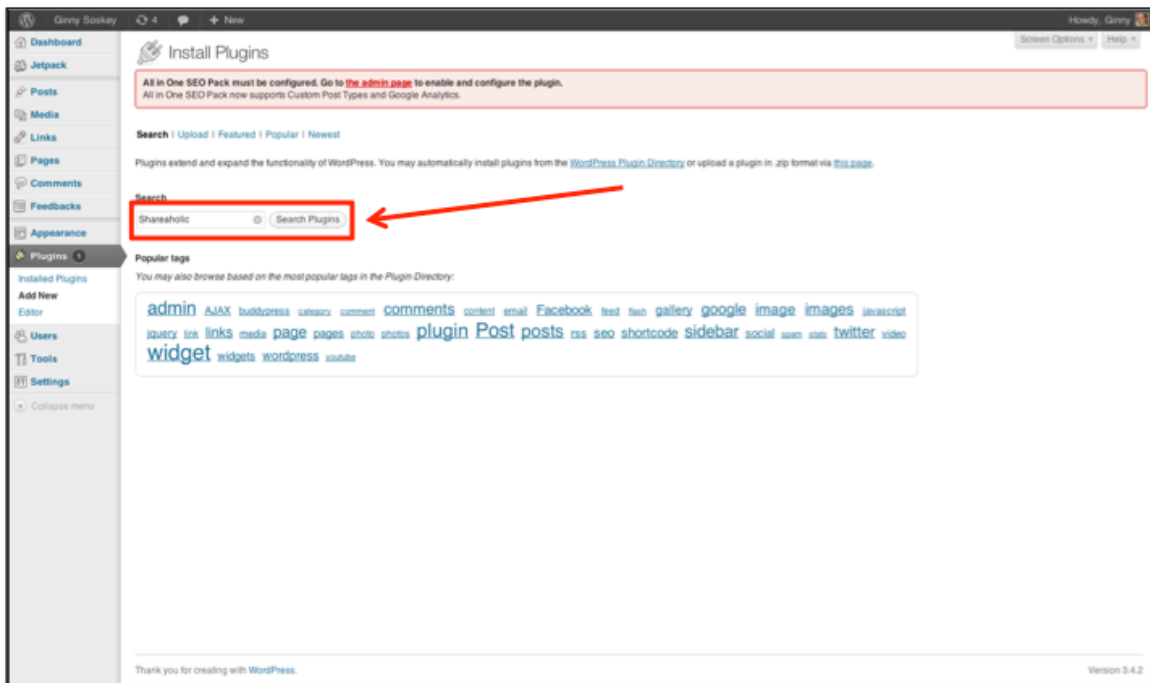 Ginny Soskey 4 + New Howdy, Ginny
Screen Options Help
Dashboard
Jetpack
Posts
Media
Links
Pages
Comments
Feedbacks
Appearance
Plugins 1
Installed Plugins
Add New
Editor
Users
Tools
Settings
Collapse menu
Install Plugins
All in One SEO Pack must be configured. Go to the admin page to enable and configure the plugin.
All in One SEO Pack now supports Custom Post Types and Google Analytics.
Search | Upload | Featured | Popular | Newest
Plugins extend and expand the functionality of WordPress. You may automatically install plugins from the WordPress Plugin Directory or upload a plugin in .zip format via this page.
Search
Shareaholic Search Plugins
Popular tags
You may also browse based on the most popular tags in the Plugin Directory:
admin AJAX buddypress category comment comments content email Facebook feed flash gallery google image images javascript
jquery link links media page pages photo photos plugin Post posts rss seo shortcode sidebar social spam stats twitter video
widget widgets wordpress youtube
Thank you for creating with WordPress. Version 3.4.2